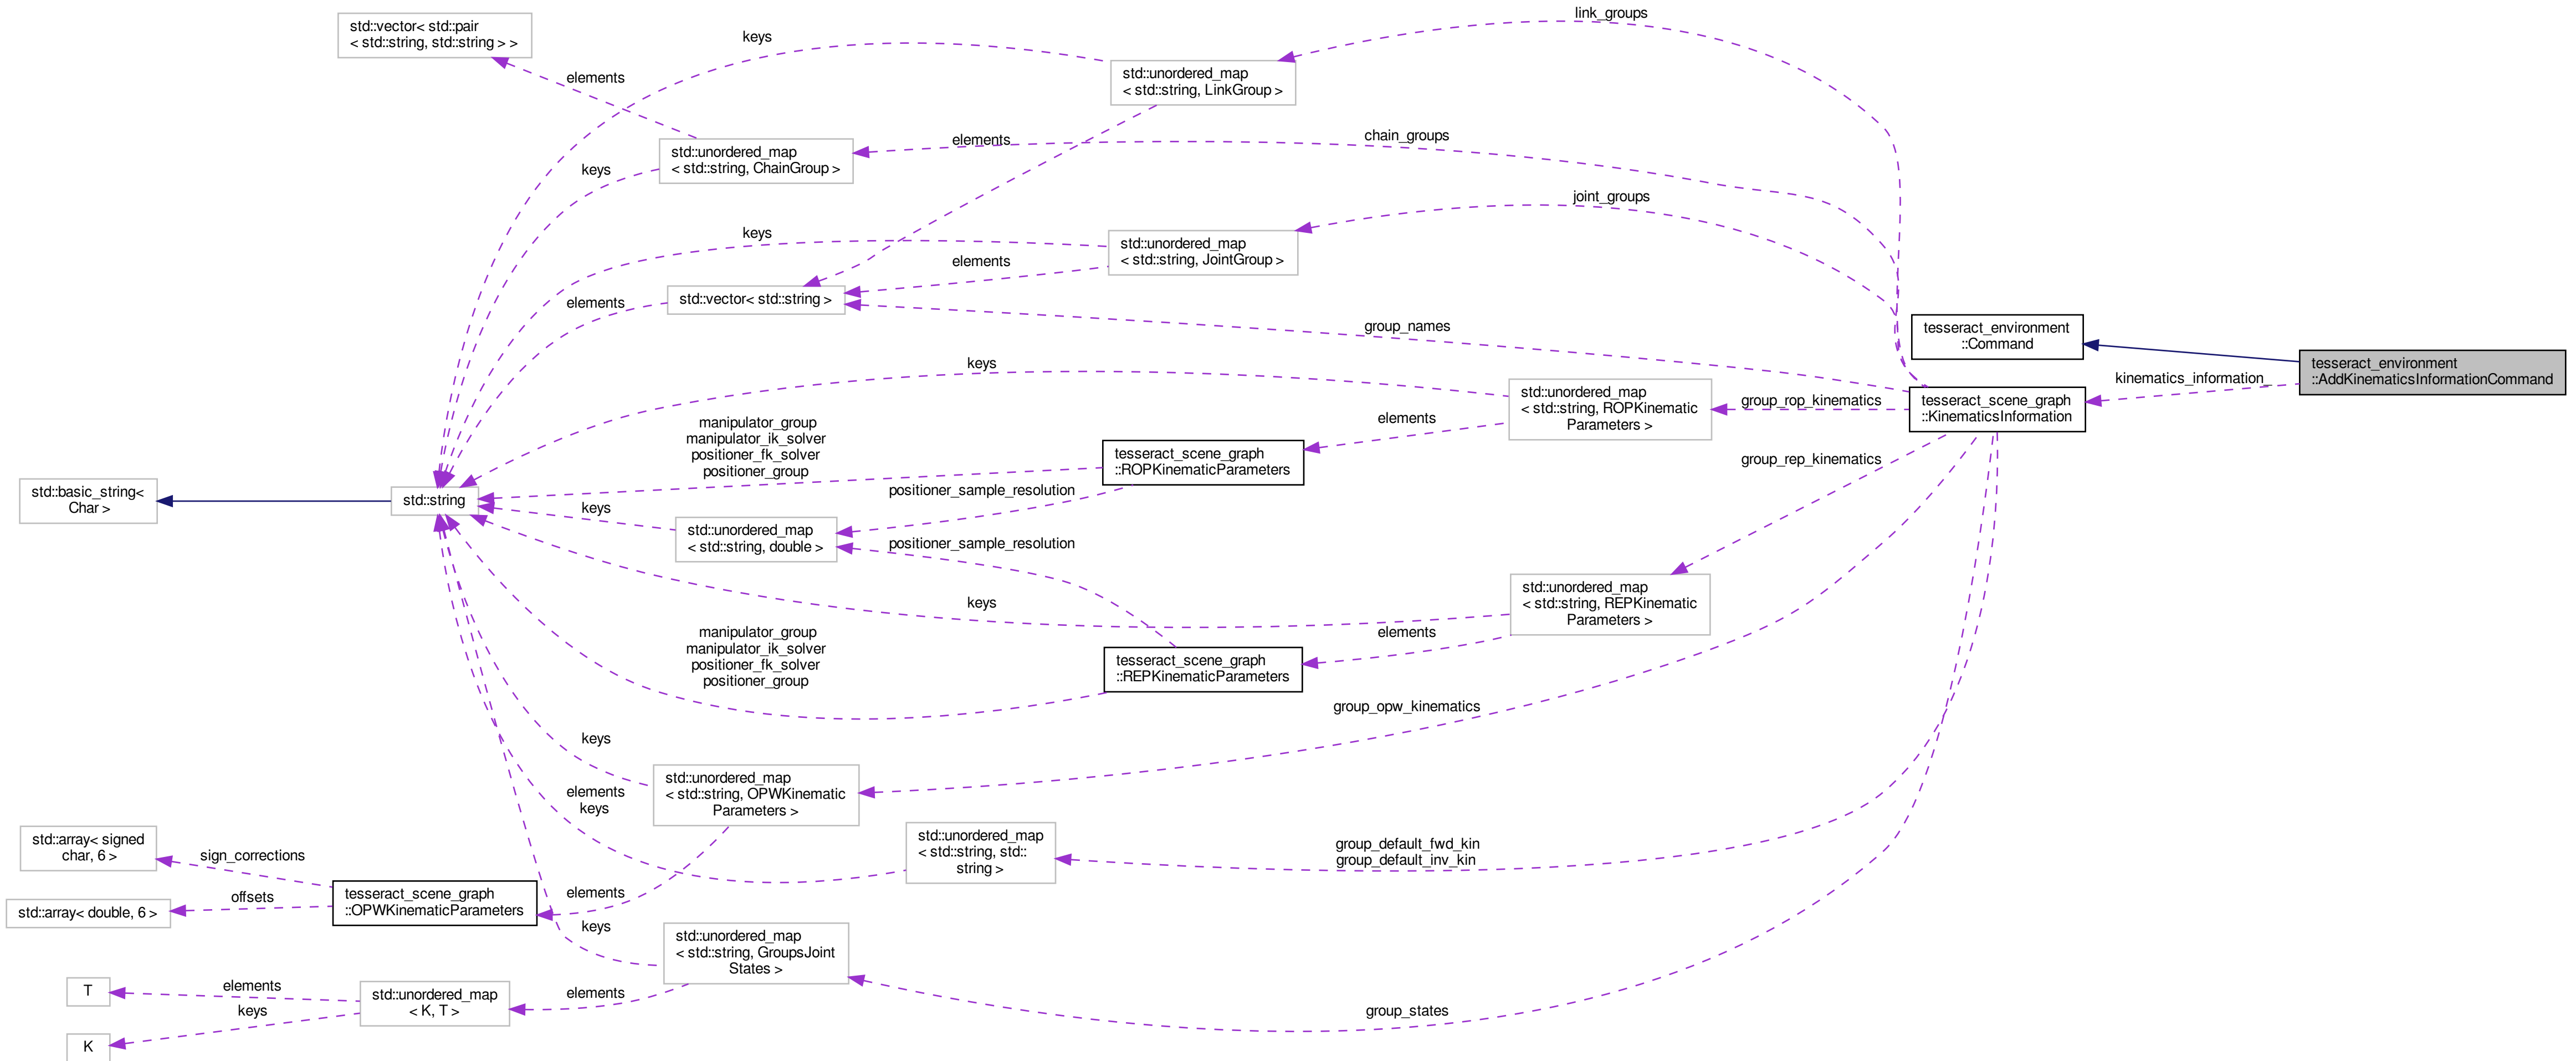 std::vector< std::pair
< std::string, std::string > >
link_groups
keys
elements
std::unordered_map
< std::string, LinkGroup >
std::unordered_map
< std::string, ChainGroup >
elements
chain_groups
keys
joint_groups
keys
std::unordered_map
< std::string, JointGroup >
elements
std::vector< std::string >
elements
group_names
tesseract_environment
::Command
tesseract_environment
::AddKinematicsInformationCommand
kinematics_information_
tesseract_scene_graph
::KinematicsInformation
keys
std::unordered_map
< std::string, ROPKinematic
Parameters >
group_rop_kinematics
elements
manipulator_group
manipulator_ik_solver
positioner_fk_solver
positioner_group
tesseract_scene_graph
::ROPKinematicParameters
group_rep_kinematics
std::basic_string<
Char >
std::string
positioner_sample_resolution
keys
std::unordered_map
< std::string, double >
positioner_sample_resolution
std::unordered_map
< std::string, REPKinematic
Parameters >
keys
elements
manipulator_group
manipulator_ik_solver
positioner_fk_solver
positioner_group
tesseract_scene_graph
::REPKinematicParameters
group_opw_kinematics
keys
std::unordered_map
< std::string, OPWKinematic
Parameters >
elements
keys
std::unordered_map
< std::string, std::
string >
group_default_fwd_kin
group_default_inv_kin
std::array< signed
char, 6 >
sign_corrections
tesseract_scene_graph
::OPWKinematicParameters
elements
std::array< double, 6 >
offsets
keys
std::unordered_map
< std::string, GroupsJoint
States >
T
elements
std::unordered_map
< K, T >
elements
keys
group_states
K